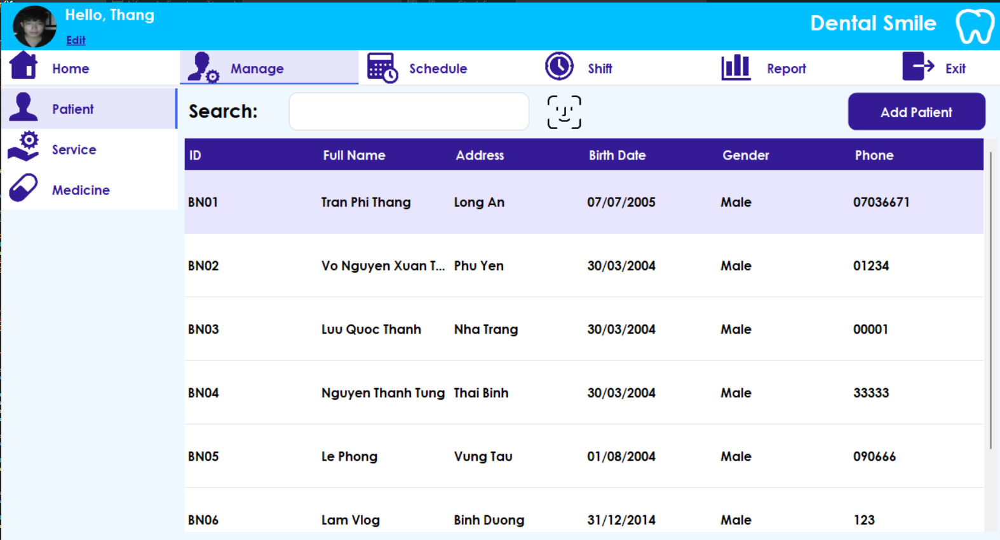 Hello, Thang
Edit
Dental Smile
Home
Manage
Schedule
Shift
Report
Exit
Patient
Service
Medicine
Search:
Add Patient
ID Full Name Address Birth Date Gender Phone
BN01 Tran Phi Thang Long An 07/07/2005 Male 07036671
BN02 Vo Nguyen Xuan T... Phu Yen 30/03/2004 Male 01234
BN03 Luu Quoc Thanh Nha Trang 30/03/2004 Male 00001
BN04 Nguyen Thanh Tung Thai Binh 30/03/2004 Male 33333
BN05 Le Phong Vung Tau 01/08/2004 Male 090666
BN06 Lam Vlog Binh Duong 31/12/2014 Male 123